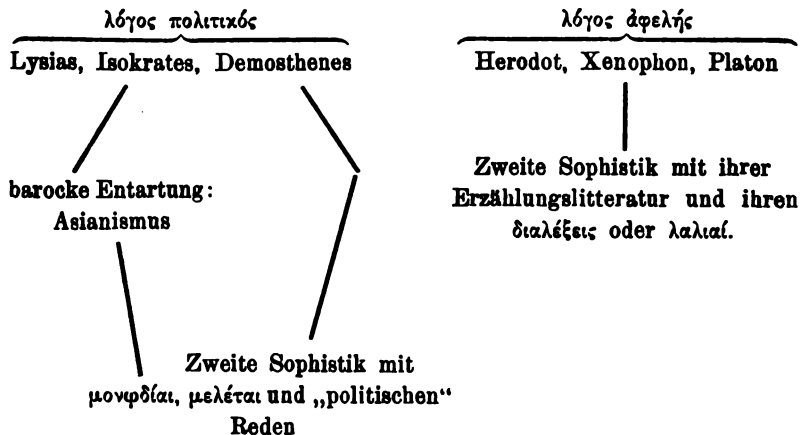 λόγος πολιτικός
Lysias, Isokrates, Demosthenes
barocke Entartung:
Asianismus
Zweite Sophistik mit
μονῳδίαι, μελέται und „politischen“
Reden
λόγος ἀφελής
Herodot, Xenophon, Platon
Zweite Sophistik mit ihrer
Erzählungslitteratur und ihren
διαλέξεις oder λαλιαί.